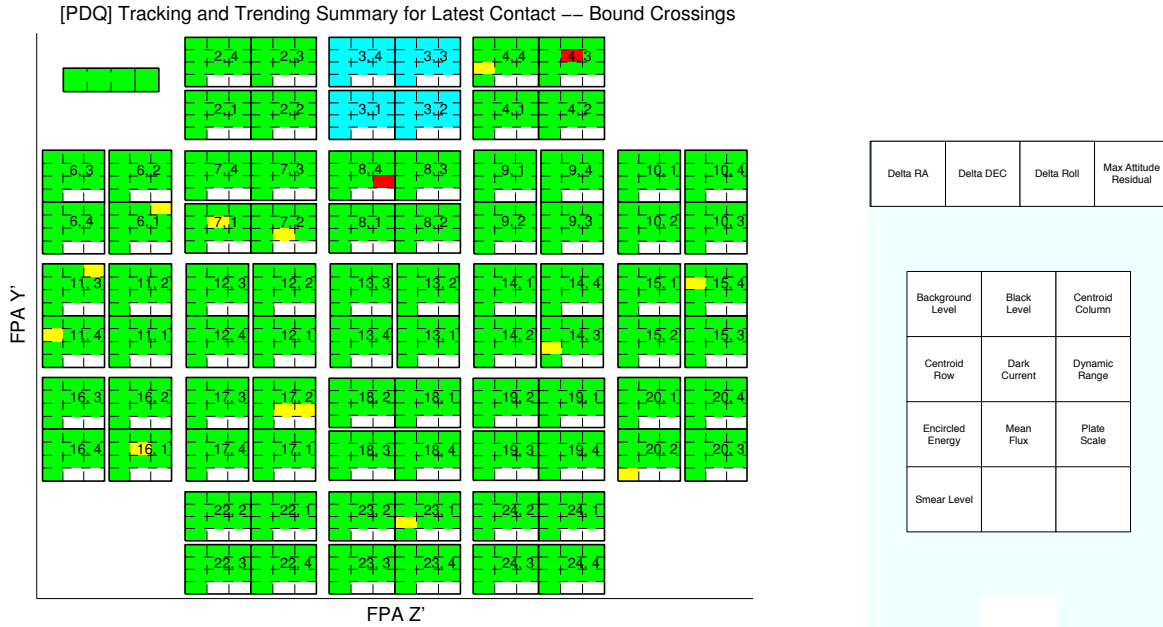 [PDQ] Tracking and Trending Summary for Latest Contact −− Bound Crossings
2, 4 2, 3 3, 4 3, 3 4, 4 4, 3
2, 1 2, 2 3, 1 3, 2 4, 1 4, 2
6, 3 6, 2 7, 4 7, 3 8, 4 8, 3 9, 1 9, 4 10, 1 10, 4
6, 4 6, 1 7, 1 7, 2 8, 1 8, 2 9, 2 9, 3 10, 2 10, 3
11, 3 11, 2 12, 3 12, 2 13, 3 13, 2 14, 1 14, 4 15, 1 15, 4
11, 4 11, 1 12, 4 12, 1 13, 4 13, 1 14, 2 14, 3 15, 2 15, 3
16, 3 16, 2 17, 3 17, 2 18, 2 18, 1 19, 2 19, 1 20, 1 20, 4
16, 4 16, 1 17, 4 17, 1 18, 3 18, 4 19, 3 19, 4 20, 2 20, 3
22, 2 22, 1 23, 2 23, 1 24, 2 24, 1
22, 3 22, 4 23, 3 23, 4 24, 3 24, 4
FPA Y'
FPA Z'
Delta RA
Delta DEC
Delta Roll
Max Attitude
Residual
Background
Level
Black
Level
Centroid
Column
Centroid
Row
Dark
Current
Dynamic
Range
Encircled
Energy
Mean
Flux
Plate
Scale
Smear Level